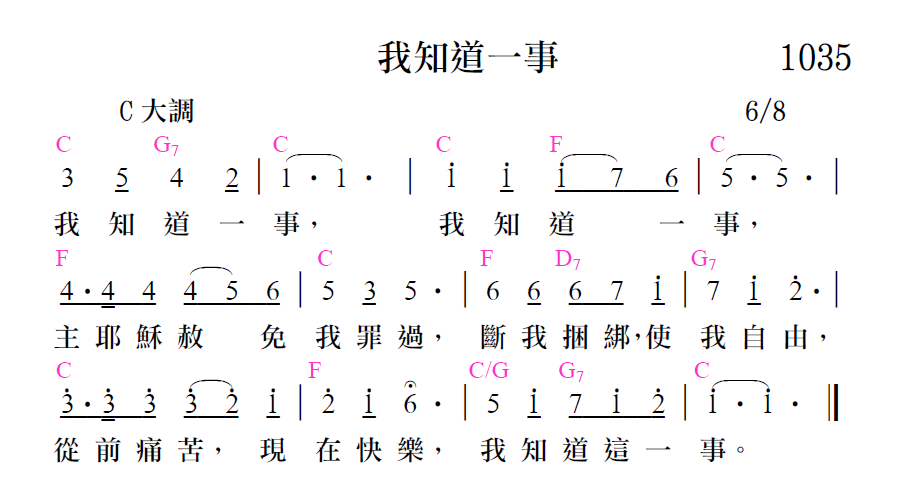 我知道一事 1035
C 大調 6/8
C G7 C C F C
3 5 4 2 | 1 • 1 • | i i i 7 6 | 5 • 5 • |
我 知 道 一 事， 我 知 道 一 事，
F C F D7 G7
4 • 4 4 4 5 6 | 5 3 5 • | 6 6 6 7 i | 7 i 2̇ • |
主 耶 穌 赦 免 我 罪 過， 斷 我 捆 綁，使 我 自 由，
C F C/G G7 C
3̇ • 3̇ 3̇ 3̇ 2̇ i | 2̇ i 6̇ • | 5 i 7 i 2̇ | i • i • ‖
從 前 痛 苦， 現 在 快 樂， 我 知 道 這 一 事。